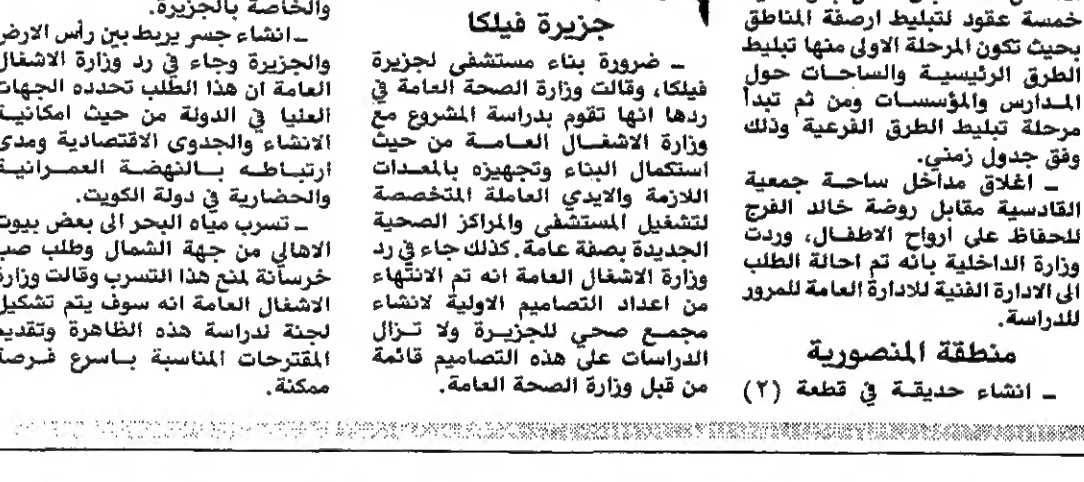 خمسة عقود لتبليط ارصفة المناطق
بحيث تكون المرحلة الاولى منها تبليط
الطرق الرئيسية والساحات حول
المدارس والمؤسسات ومن ثم تبدأ
مرحلة تبليط الطرق الفرعية وذلك
وفق جدول زمني.
ـ اغلاق مداخل ساحة جمعية
القادسية مقابل روضة خالد الفرج
للحفاظ على ارواح الاطفال، وردت
وزارة الداخلية بانه تم احالة الطلب
الى الادارة الفنية للادارة العامة للمرور
للدراسة.
منطقة المنصورية
ـ انشاء حديقة في قطعة (٢)
جزيرة فيلكا
ـ ضرورة بناء مستشفى لجزيرة
فيلكا، وقالت وزارة الصحة العامة في
ردها انها تقوم بدراسة المشروع مع
وزارة الاشغال العامة من حيث
استكمال البناء وتجهيزه بالمعدات
اللازمة والايدي العاملة المتخصصة
لتشغيل المستشفى والمراكز الصحية
الجديدة بصفة عامة. كذلك جاء في رد
وزارة الاشغال العامة انه تم الانتهاء
من اعداد التصاميم الاولية لانشاء
مجمع صحي للجزيرة ولا تزال
الدراسات على هذه التصاميم قائمة
من قبل وزارة الصحة العامة.
والخاصة بالجزيرة.
ـ انشاء جسر يربط بين رأس الارض
والجزيرة وجاء في رد وزارة الاشغال
العامة ان هذا الطلب تحدده الجهات
العليا في الدولة من حيث امكانية
الانشاء والجدوى الاقتصادية ومدى
ارتباطه بالنهضة العمرانية
والحضارية في دولة الكويت.
ـ تسرب مياه البحر الى بعض بيوت
الاهالي من جهة الشمال وطلب صب
خرسانة لمنع هذا التسرب وقالت وزارة
الاشغال العامة انه سوف يتم تشكيل
لجنة لدراسة هذه الظاهرة وتقديم
المقترحات المناسبة باسرع فرصة
ممكنة.